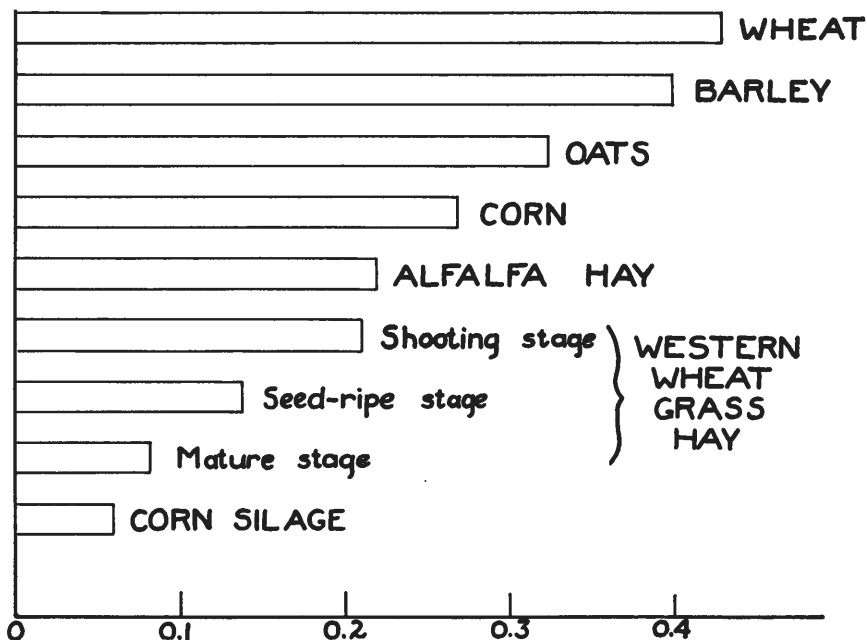 WHEAT
BARLEY
OATS
CORN
ALFALFA HAY
Shooting stage
Seed-ripe stage
Mature stage
WESTERN
WHEAT
GRASS
HAY
CORN SILAGE
0 0.1 0.2 0.3 0.4